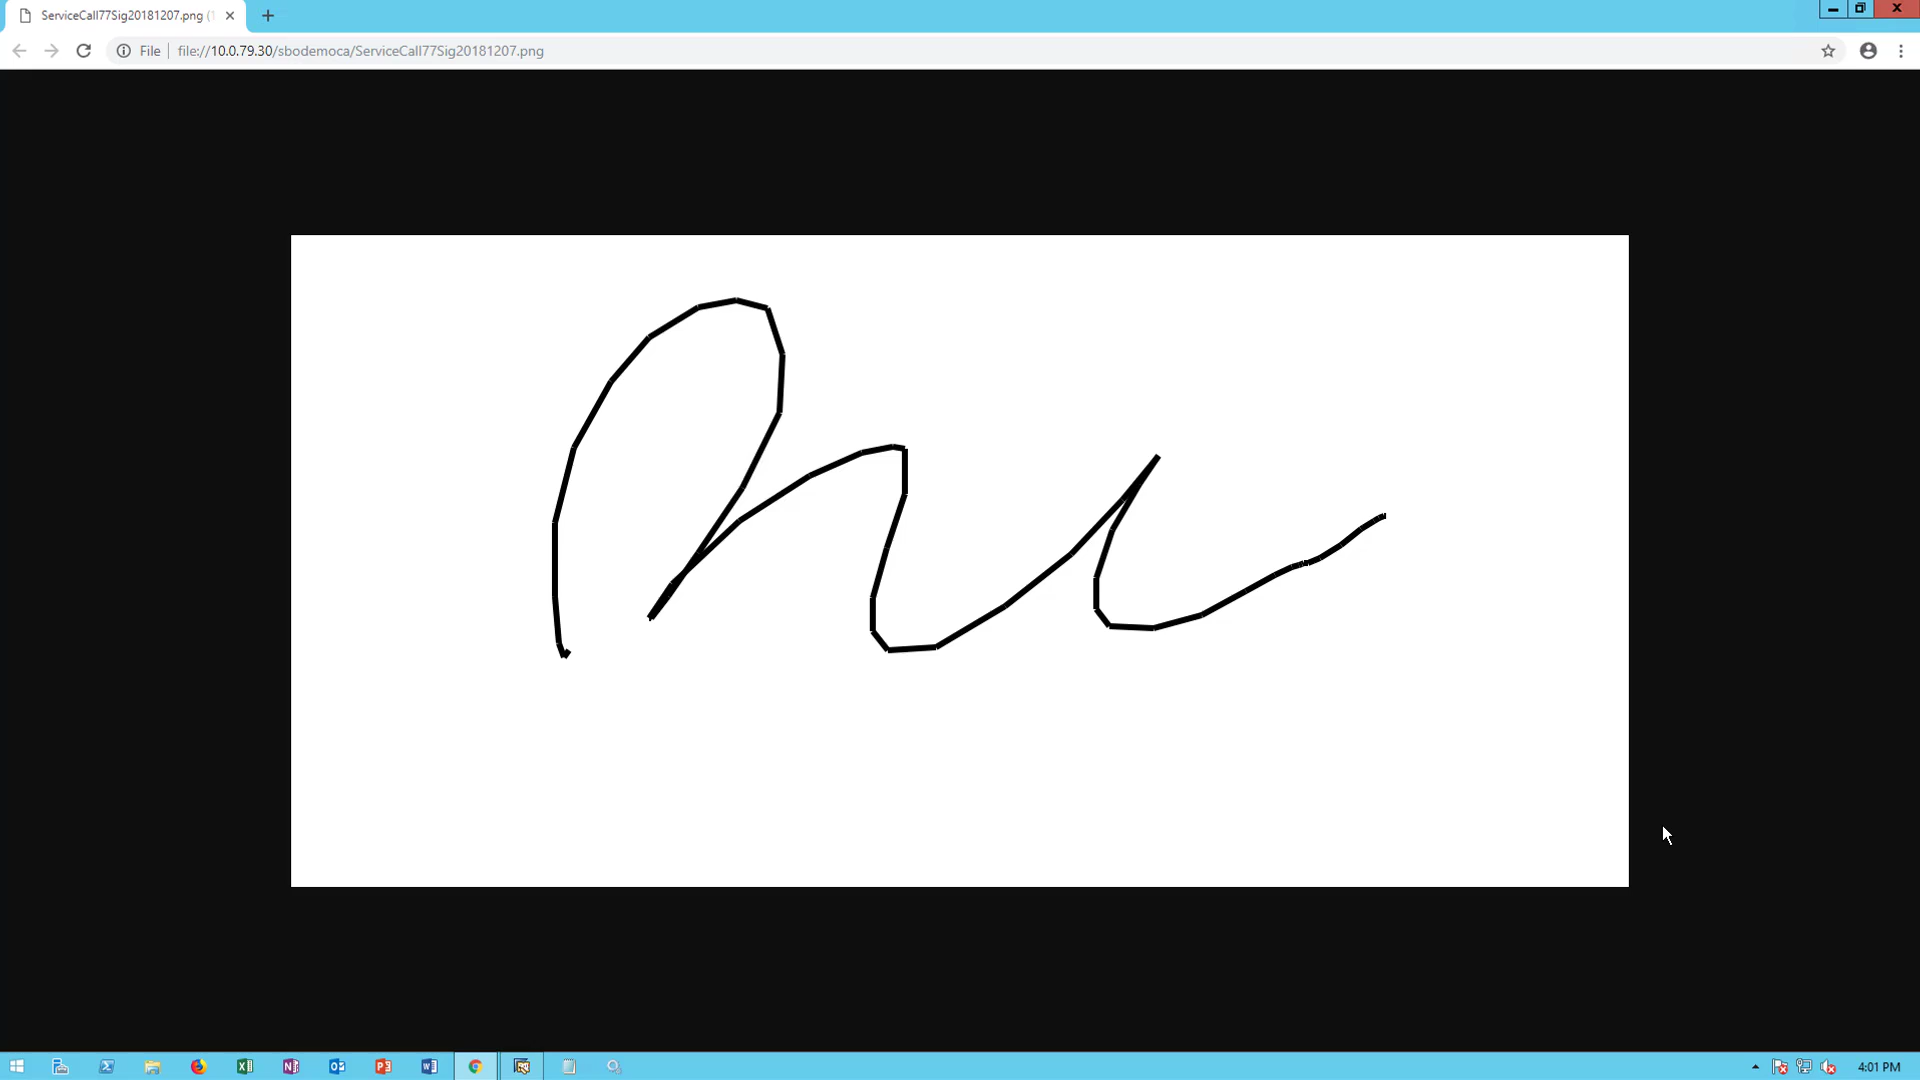 ServiceCall77Sig20181207.png (
File
file://10.0.79.30/sbodemoca/ServiceCall77Sig20181207.png
4:01 PM